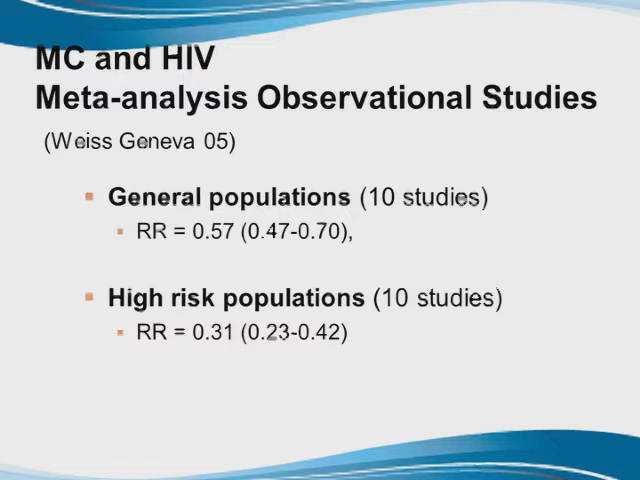 MC and HIV
Meta-analysis Observational Studies
(Weiss Geneva 05)
General populations (10 studies)
RR = 0.57 (0.47-0.70),
High risk populations (10 studies)
RR = 0.31 (0.23-0.42)